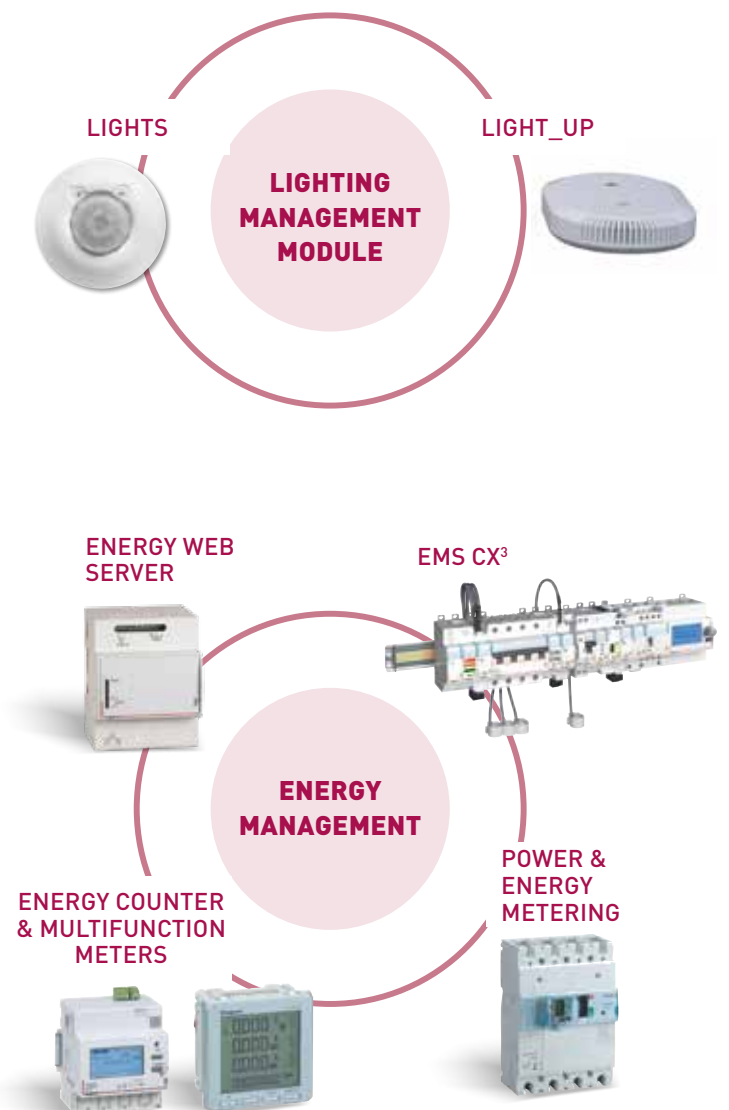 LIGHTS
LIGHT_UP
LIGHTING
MANAGEMENT
MODULE
ENERGY WEB
SERVER
EMS CX³
ENERGY
MANAGEMENT
POWER &
ENERGY
METERING
ENERGY COUNTER
& MULTIFUNCTION
METERS